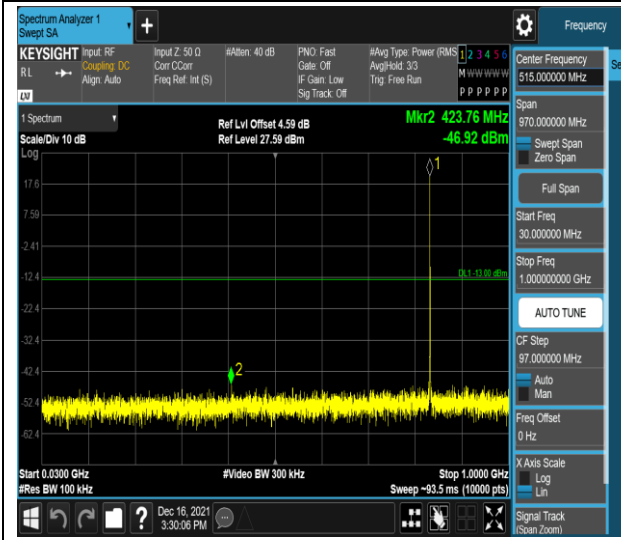 Spectrum Analyzer 1
Swept SA
+
Frequency
KEYSIGHT
Input: RF
Input Z: 50 Ω
#Atten: 40 dB
PNO: Fast
#Avg Type: Power (RMS
1 2 3 4 5 6
RL
Coupling: DC
Corr CCorr
Gate: Off
Avg|Hold: 3/3
M W W W W W
Align: Auto
Freq Ref: Int (S)
IF Gain: Low
Trig: Free Run
Sig Track: Off
P P P P P P
LXI
1 Spectrum
Ref Lvl Offset 4.59 dB
Mkr2 423.76 MHz
Scale/Div 10 dB
Ref Level 27.59 dBm
-46.92 dBm
Log
1
17.6
7.59
-2.41
-12.4
DL1 -13.00 dBm
-22.4
-32.4
-42.4
2
-52.4
-62.4
Start 0.0300 GHz
#Video BW 300 kHz
Stop 1.0000 GHz
#Res BW 100 kHz
Sweep ~93.5 ms (10000 pts)
Dec 16, 2021
3:30:06 PM
?
Center Frequency
515.000000 MHz
Se
Span
970.000000 MHz
Swept Span
Zero Span
Full Span
Start Freq
30.000000 MHz
Stop Freq
1.000000000 GHz
AUTO TUNE
CF Step
97.000000 MHz
Auto
Man
Freq Offset
0 Hz
X Axis Scale
Log
Lin
Signal Track
(Span Zoom)